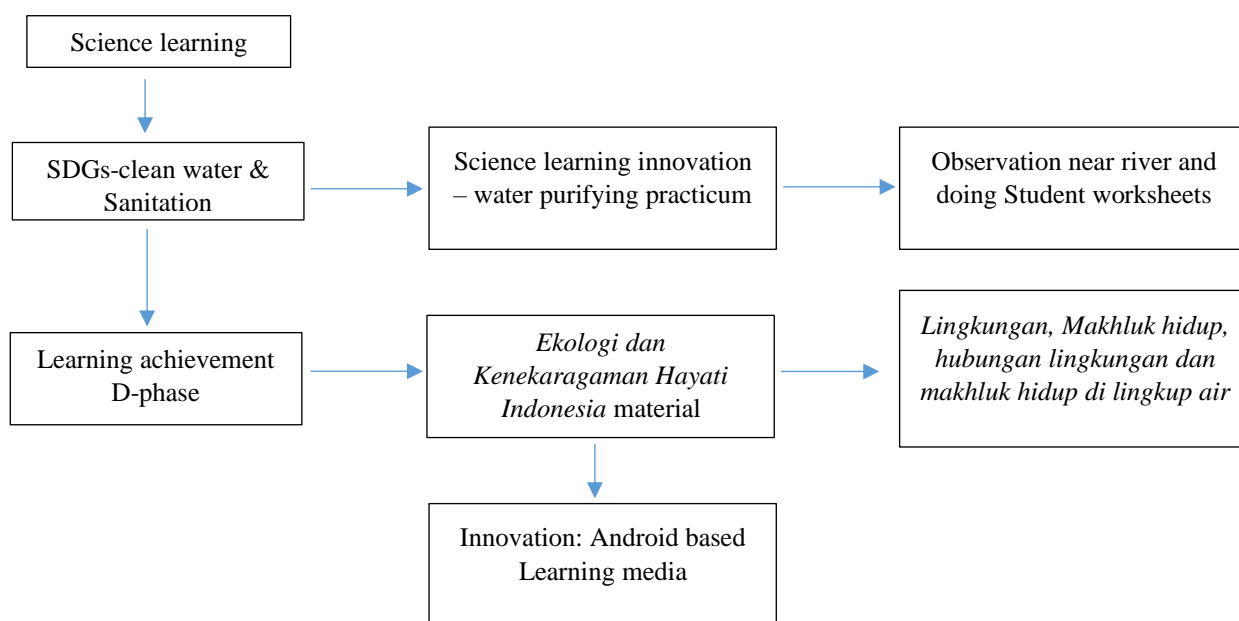 Science learning
SDGs-clean water &
Sanitation
Science learning innovation
– water purifying practicum
Observation near river and
doing Student worksheets
Learning achievement
D-phase
Ekologi dan
Kenekaragaman Hayati
Indonesia material
Lingkungan, Makhluk hidup,
hubungan lingkungan dan
makhluk hidup di lingkup air
Innovation: Android based
Learning media